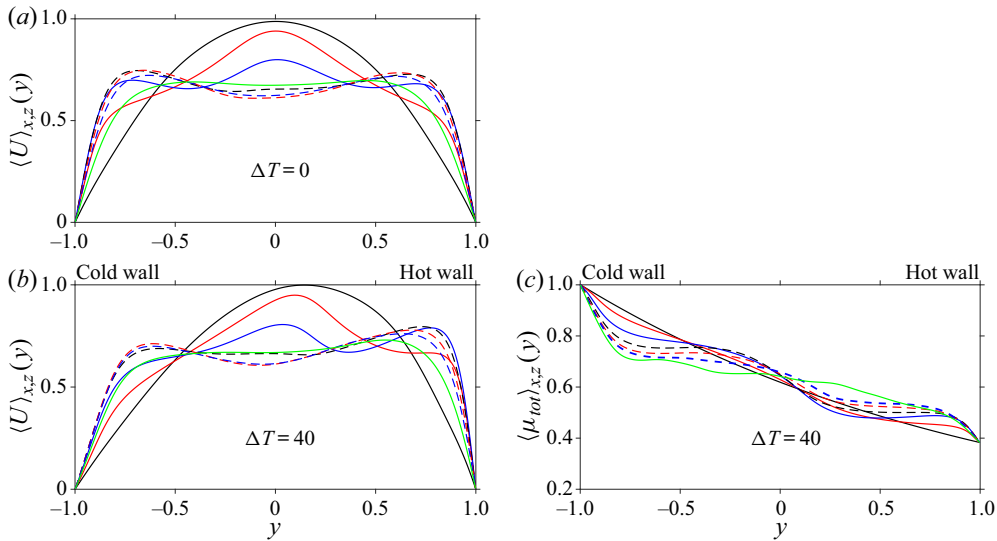 (a)
1.0
0.5
0
⟨U⟩x,z(y)
ΔT = 0
–1.0 –0.5 0 0.5 1.0
(b)
Cold wall Hot wall
1.0
0.5
0
⟨U⟩x,z(y)
ΔT = 40
–1.0 –0.5 0 0.5 1.0
y
(c)
Cold wall Hot wall
1.0
0.8
0.6
0.4
0.2
⟨μtot⟩x,z(y)
ΔT = 40
–1.0 –0.5 0 0.5 1.0
y